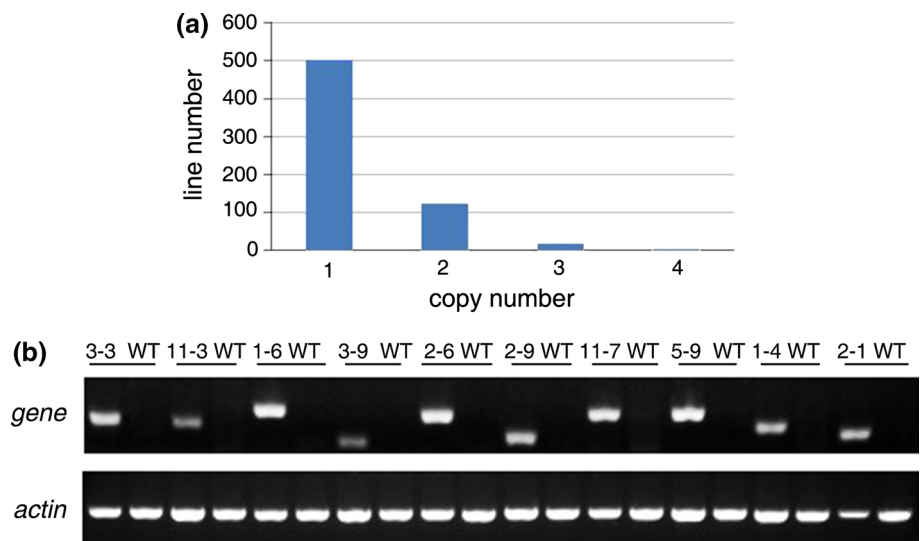 (a)
600
500
400
300
200
100
0
line number
1 2 3 4
copy number
(b)
3-3 WT 11-3 WT 1-6 WT 3-9 WT 2-6 WT 2-9 WT 11-7 WT 5-9 WT 1-4 WT 2-1 WT
gene
actin